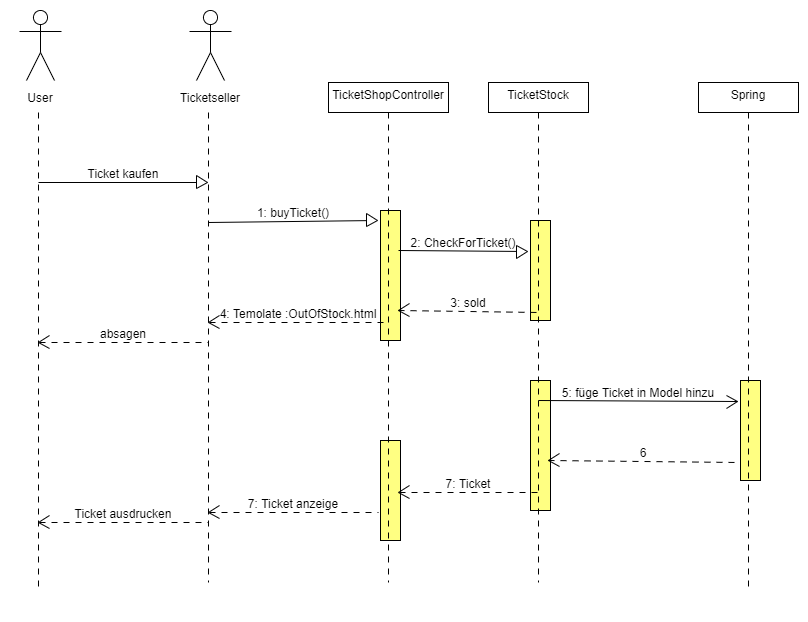 User
Ticketseller
TicketShopController
TicketStock
Spring
Ticket kaufen
1: buyTicket()
2: CheckForTicket()
3: sold
4: Temolate :OutOfStock.html
absagen
5: füge Ticket in Model hinzu
6
7: Ticket
7: Ticket anzeige
Ticket ausdrucken